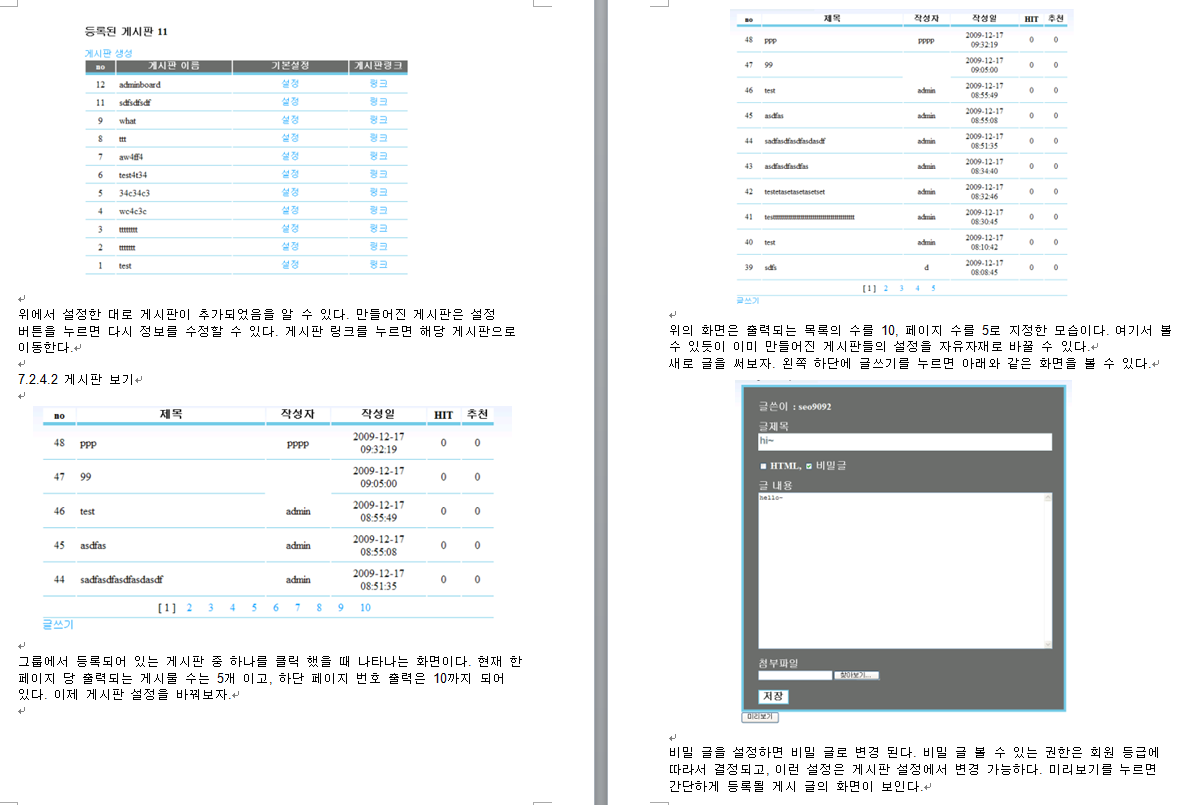 등록된 게시판 11
게시판 생성
no 게시판 이름 기본설정 게시판링크
12 adminboard 설정 링크
11 sdfsdfsdf 설정 링크
9 what 설정 링크
8 ttt 설정 링크
7 aw4ff4 설정 링크
6 test4t34 설정 링크
5 34c34c3 설정 링크
4 wc4c3c 설정 링크
3 설정 링크
2 설정 링크
1 test 설정 링크
위에서 설정한 대로 게시판이 추가되었음을 알 수 있다. 만들어진 게시판은 설정
버튼을 누르면 다시 정보를 수정할 수 있다. 게시판 링크를 누르면 해당 게시판으로
이동한다.
7.2.4.2 게시판 보기
no 제목 작성자 작성일 HIT 추천
48 ppp pppp 2009-12-17 09:32:19 0 0
47 99 2009-12-17 09:05:00 0 0
46 test admin 2009-12-17 08:55:49 0 0
45 asdfas admin 2009-12-17 08:55:08 0 0
44 sadfasdfasdfasdasdf admin 2009-12-17 08:51:35 0 0
[1] 2 3 4 5 6 7 8 9 10
글쓰기
그룹에서 등록되어 있는 게시판 중 하나를 클릭 했을 때 나타나는 화면이다. 현재 한
페이지 당 출력되는 게시물 수는 5개 이고, 하단 페이지 번호 출력은 10까지 되어
있다. 이제 게시판 설정을 바꿔보자.
no 제목 작성자 작성일 HIT 추천
48 ppp pppp 2009-12-17 09:32:19 0 0
47 99 2009-12-17 09:05:00 0 0
46 test admin 2009-12-17 08:55:49 0 0
45 asdfas admin 2009-12-17 08:55:08 0 0
44 sadfasdfasdfasdasdf admin 2009-12-17 08:51:35 0 0
43 asdfasdfasdfas admin 2009-12-17 08:34:40 0 0
42 testetasetasetasetset admin 2009-12-17 08:32:46 0 0
41 admin 2009-12-17 08:30:45 0 0
40 test admin 2009-12-17 08:10:42 0 0
39 sdfs d 2009-12-17 08:08:45 0 0
[1] 2 3 4 5
글쓰기
위의 화면은 출력되는 목록의 수를 10, 페이지 수를 5로 지정한 모습이다. 여기서 볼
수 있듯이 이미 만들어진 게시판들의 설정을 자유자재로 바꿀 수 있다.
새로 글을 써보자. 왼쪽 하단에 글쓰기를 누르면 아래와 같은 화면을 볼 수 있다.
글쓴이 : seo9092
글제목
hi~
HTML, 비밀글
글 내용
hello~
첨부파일
찾아보기...
저장
미리보기
비밀 글을 설정하면 비밀 글로 변경 된다. 비밀 글 볼 수 있는 권한은 회원 등급에
따라서 결정되고, 이런 설정은 게시판 설정에서 변경 가능하다. 미리보기를 누르면
간단하게 등록될 게시 글의 화면이 보인다.